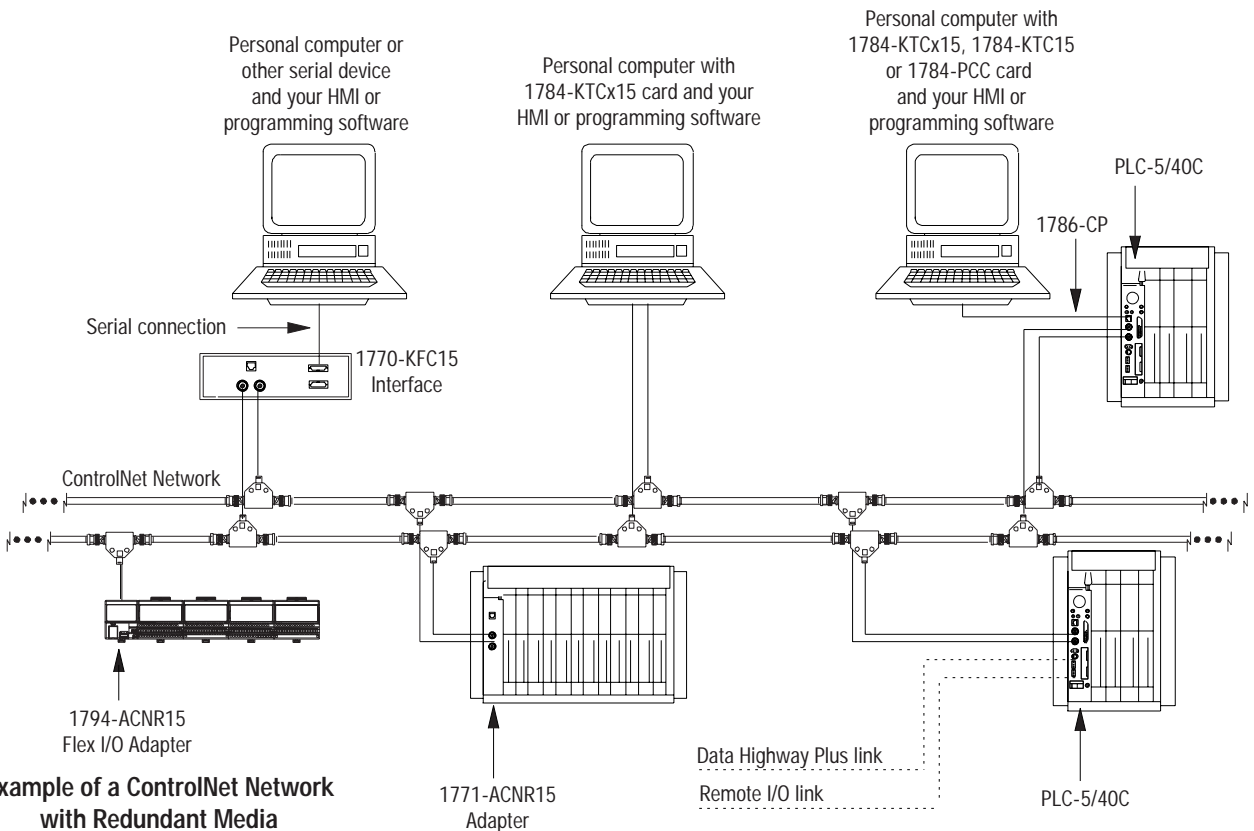 Personal computer or
other serial device
and your HMI or
programming software
Personal computer with
1784-KTCx15 card and your
HMI or programming software
Personal computer with
1784-KTCx15, 1784-KTC15
or 1784-PCC card
and your HMI or
programming software
PLC-5/40C
1786-CP
Serial connection
1770-KFC15
Interface
ControlNet Network
1794-ACNR15
Flex I/O Adapter
xample of a ControlNet Network
with Redundant Media
1771-ACNR15
Adapter
Data Highway Plus link
Remote I/O link
PLC-5/40C